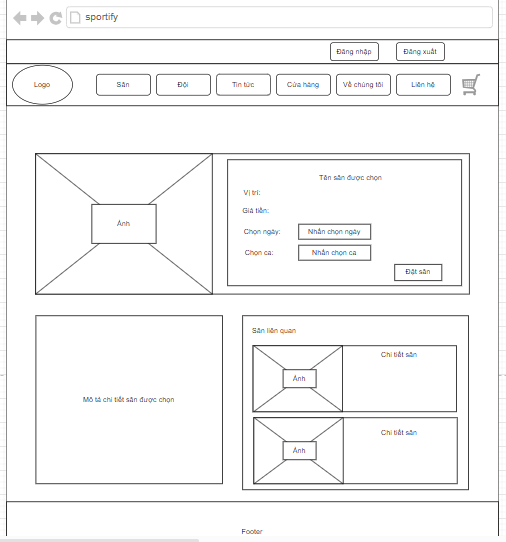 sportify
Đăng nhập
Đăng xuất
Logo
Sân
Đội
Tin tức
Cửa hàng
Về chúng tôi
Liên hệ
Ảnh
Tên sân được chọn
Vị trí:
Giá tiền:
Chọn ngày:
Nhấn chọn ngày
Chọn ca:
Nhấn chọn ca
Đặt sân
Mô tả chi tiết sân được chọn
Sân liên quan
Ảnh
Chi tiết sân
Ảnh
Chi tiết sân
Footer